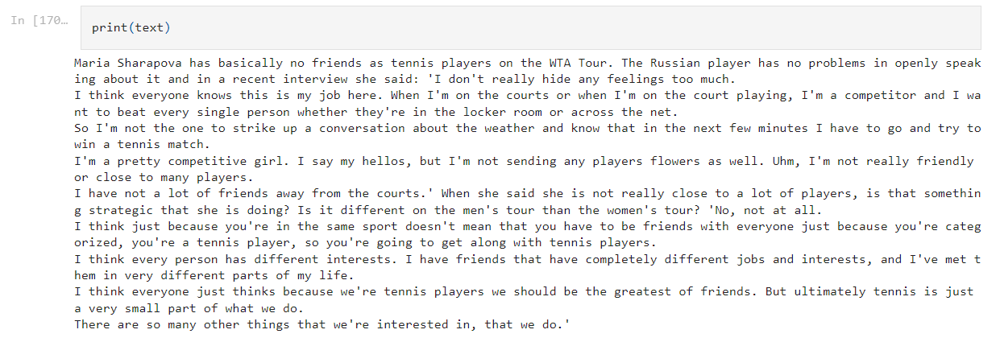 In [170…
print(text)
Maria Sharapova has basically no friends as tennis players on the WTA Tour. The Russian player has no problems in openly speak
ing about it and in a recent interview she said: 'I don't really hide any feelings too much.
I think everyone knows this is my job here. When I'm on the courts or when I'm on the court playing, I'm a competitor and I wa
nt to beat every single person whether they're in the locker room or across the net.
So I'm not the one to strike up a conversation about the weather and know that in the next few minutes I have to go and try to
win a tennis match.
I'm a pretty competitive girl. I say my hellos, but I'm not sending any players flowers as well. Uhm, I'm not really friendly
or close to many players.
I have not a lot of friends away from the courts.' When she said she is not really close to a lot of players, is that somethin
g strategic that she is doing? Is it different on the men's tour than the women's tour? 'No, not at all.
I think just because you're in the same sport doesn't mean that you have to be friends with everyone just because you're categ
orized, you're a tennis player, so you're going to get along with tennis players.
I think every person has different interests. I have friends that have completely different jobs and interests, and I've met t
hem in very different parts of my life.
I think everyone just thinks because we're tennis players we should be the greatest of friends. But ultimately tennis is just
a very small part of what we do.
There are so many other things that we're interested in, that we do.'